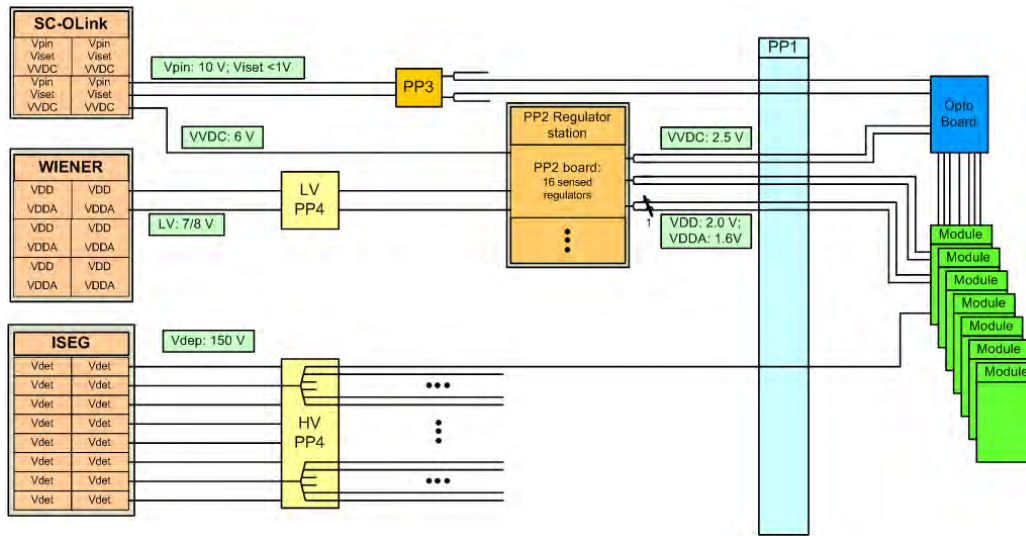 SC-OLink
Vpin Vpin
Viset Viset
VVDC VVDC
Vpin Vpin
Viset Viset
VVDC VVDC
Vpin: 10 V; Viset <1V
PP3
PP1
Opto
Board
VVDC: 6 V
PP2 Regulator
station
PP2 board:
16 sensed
regulators
VVDC: 2.5 V
WIENER
VDD VDD
VDDA VDDA
VDD VDD
VDDA VDDA
VDD VDD
VDDA VDDA
LV: 7/8 V
LV
PP4
1
VDD: 2.0 V;
VDDA: 1.6V
Module
Module
Module
Module
Module
Module
Module
ISEG
Vdet Vdet
Vdet Vdet
Vdet Vdet
Vdet Vdet
Vdet Vdet
Vdet Vdet
Vdet Vdet
Vdet Vdet
Vdep: 150 V
HV
PP4